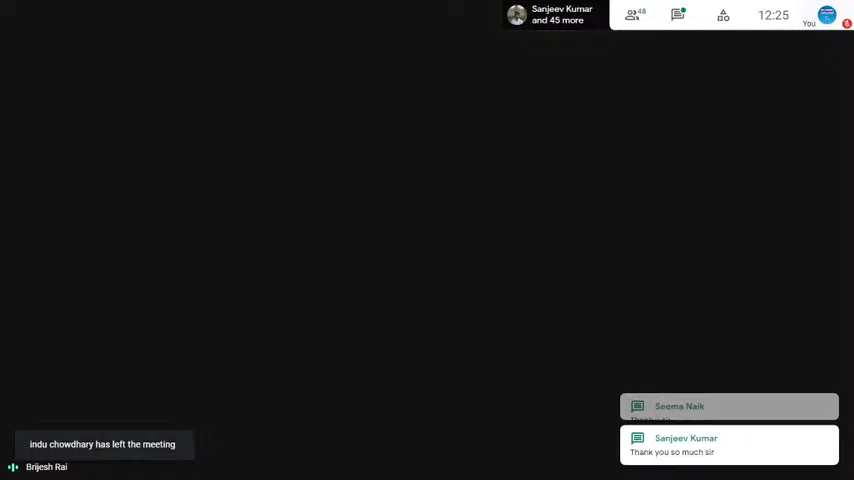 Sanjeev Kumar
and 45 more
48
12:25
You
Seema Naik
Sanjeev Kumar
Thank you so much sir
indu chowdhary has left the meeting
Brijesh Rai